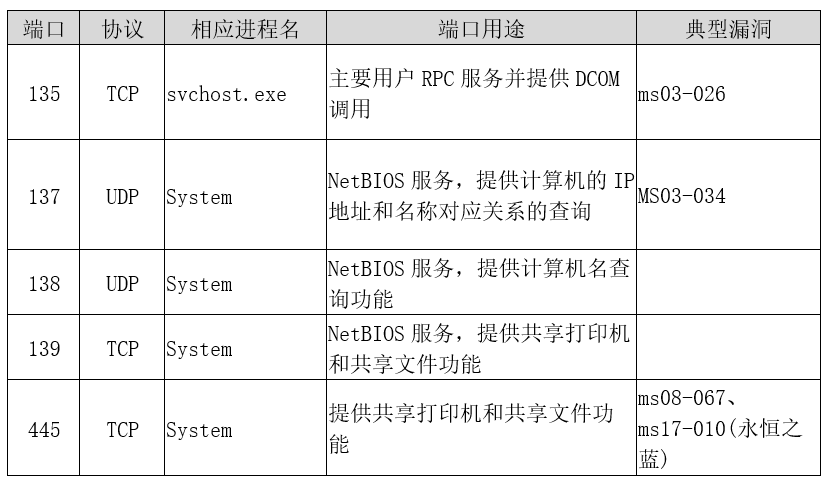 端口 协议 相应进程名 端口用途 典型漏洞
135 TCP svchost.exe 主要用户 RPC 服务并提供 DCOM
调用 ms03-026
137 UDP System NetBIOS 服务，提供计算机的 IP
地址和名称对应关系的查询 MS03-034
138 UDP System NetBIOS 服务，提供计算机名查
询功能
139 TCP System NetBIOS 服务，提供共享打印机
和共享文件功能
445 TCP System 提供共享打印机和共享文件功
能 ms08-067、
ms17-010(永恒之
蓝)